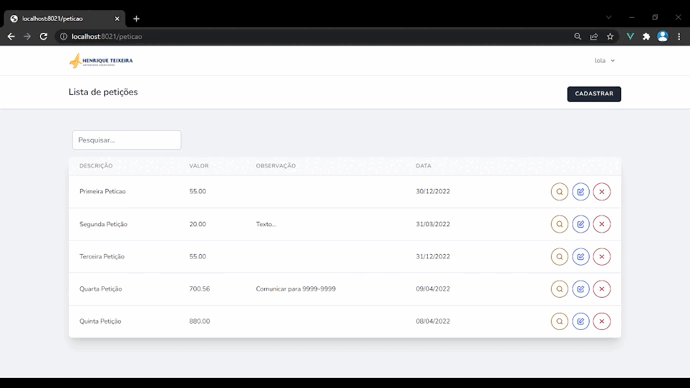 localhost:8021/peticao
localhost:8021/peticao
HENRIQUE TEIXEIRA
lola
Lista de petições
CADASTRAR
Pesquisar...
DESCRIÇÃO VALOR OBSERVAÇÃO DATA
Primeira Peticao 55.00 30/12/2022
Segunda Petição 20.00 Texto... 31/03/2022
Terceira Petição 55.00 31/12/2022
Quarta Petição 700.56 Comunicar para 9999-9999 09/04/2022
Quinta Petição 880.00 08/04/2022